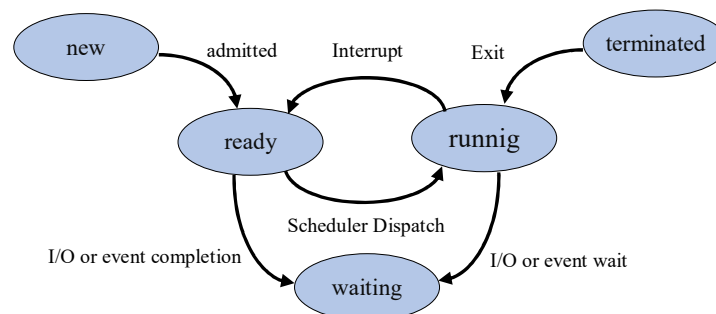 new
admitted
Interrupt
Exit
terminated
ready
runnig
Scheduler Dispatch
I/O or event completion
I/O or event wait
waiting